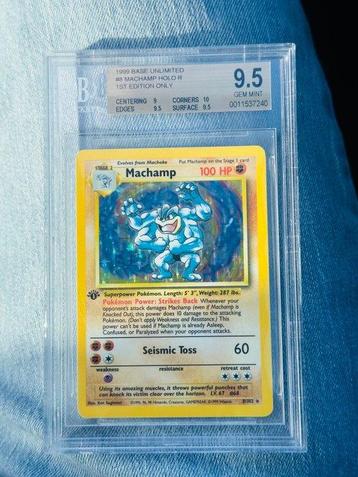 1999 BASE UNLIMITED
#8 MACHAMP HOLO R
1ST EDITION ONLY
CENTERING 9 CORNERS 10
EDGES 9.5 SURFACE 9.5
9.5
GEM MINT
0011537240
STAGE 2
Evolves from Machoke Put Machamp on the Stage 1 card
Machamp 100 HP
Superpower Pokémon. Length: 5' 3", Weight: 287 lbs.
Pokémon Power: Strikes Back Whenever your
opponent's attack damages Machamp (even if Machamp is
Knocked Out), this power does 10 damage to the attacking
Pokémon. (Don't apply Weakness and Resistance.) This
power can't be used if Machamp is already Asleep,
Confused, or Paralyzed when your opponent attacks.
Seismic Toss 60
weakness resistance retreat cost
Using its amazing muscles, it throws powerful punches that
can knock its victim clear over the horizon. LV. 67 #68
Illus. Ken Sugimori
8/102